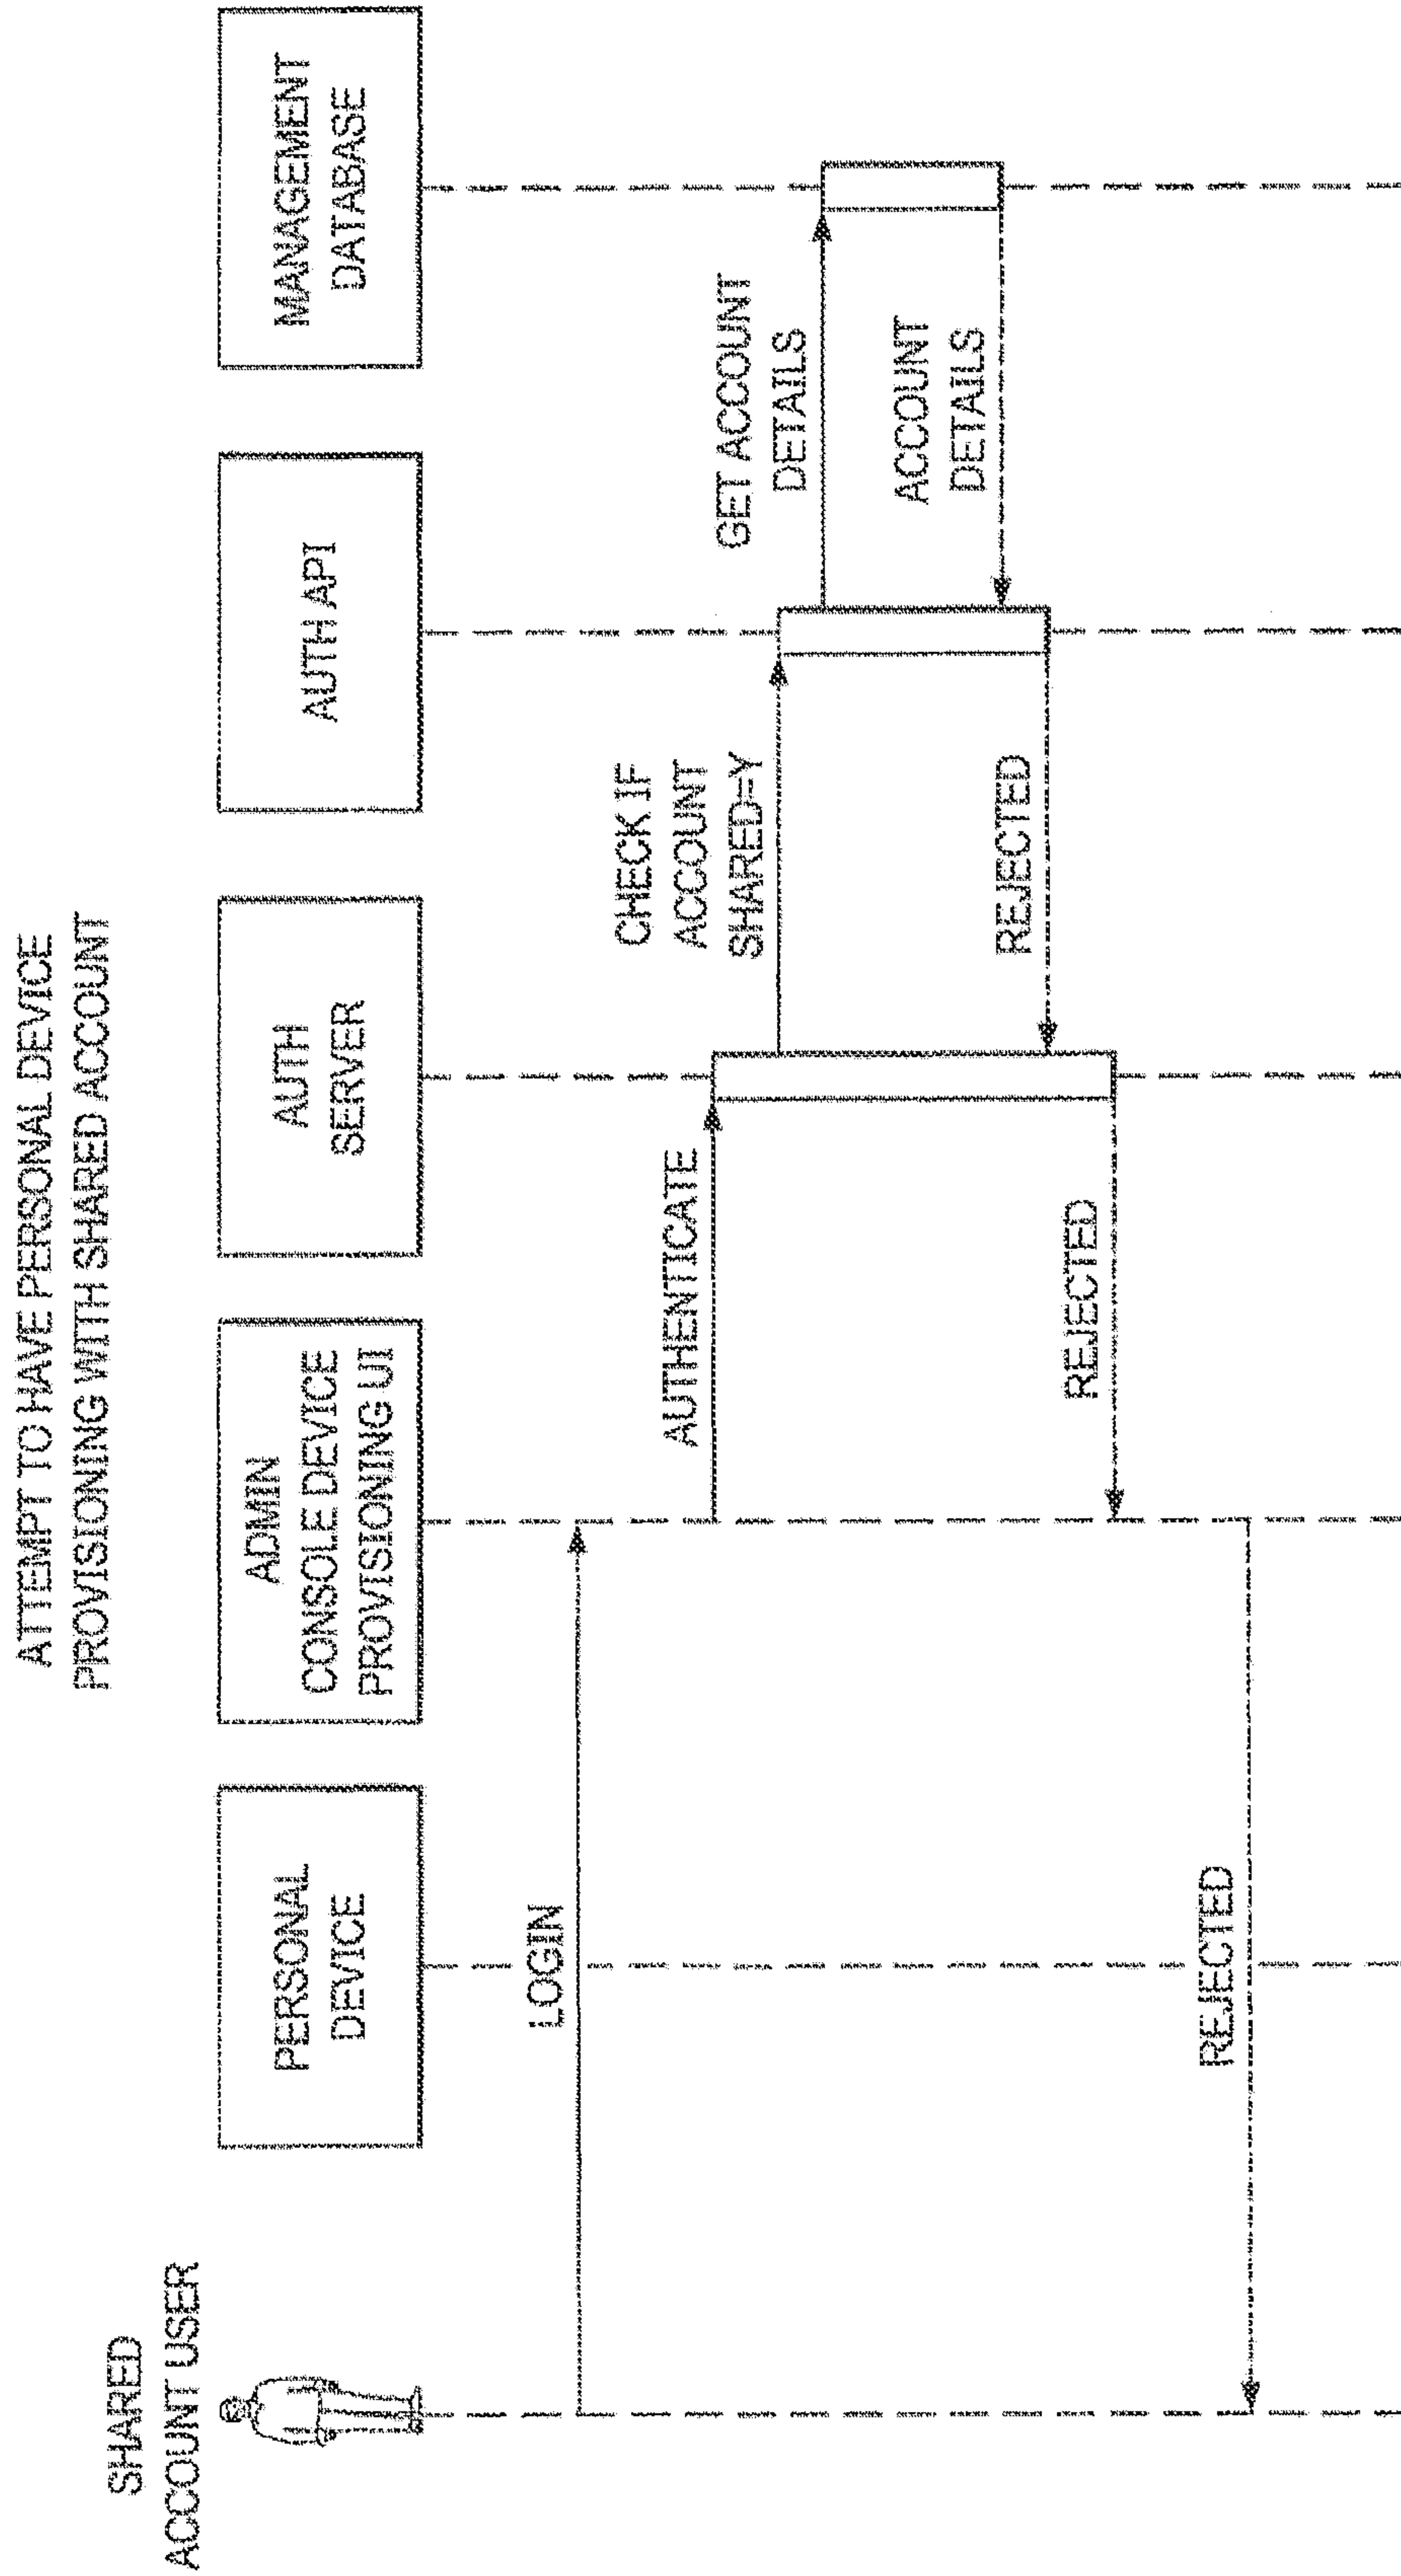 ATTEMPT TO HAVE PERSONAL DEVICE
PROVISIONING WITH SHARED ACCOUNT
SHARED
ACCOUNT USER
PERSONAL
DEVICE
ADMIN
CONSOLE DEVICE
PROVISIONING UI
AUTH
SERVER
AUTH API
MANAGEMENT
DATABASE
LOGIN
AUTHENTICATE
CHECK IF
ACCOUNT
SHARED=Y
GET ACCOUNT
DETAILS
ACCOUNT
DETAILS
REJECTED
REJECTED
REJECTED